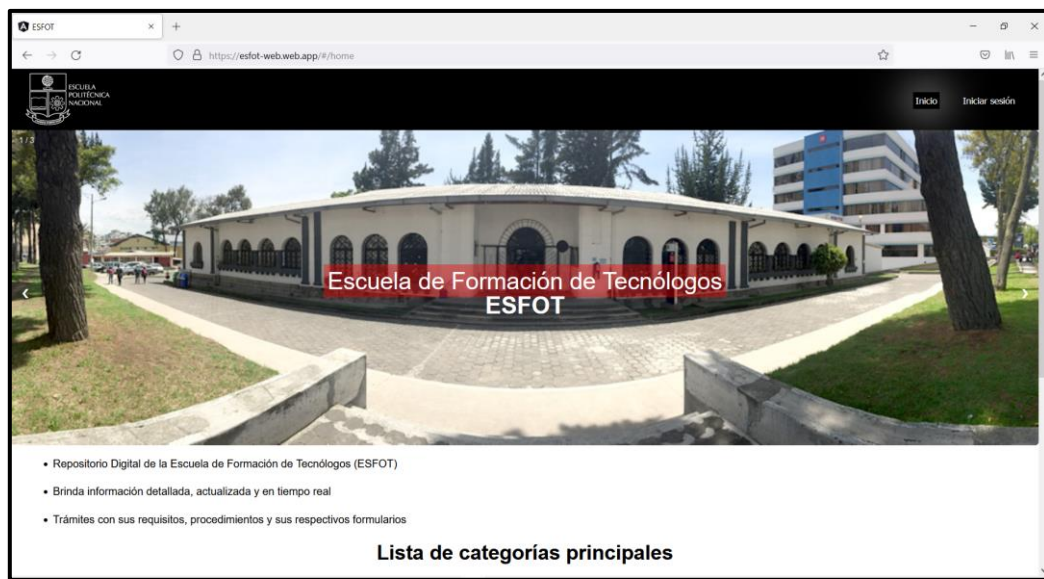 ESFOT
https://esfot-web.web.app/#/home
ESCUELA
POLITÉCNICA
NACIONAL
Inicio
Iniciar sesión
1 / 3
Escuela de Formación de Tecnólogos
ESFOT
• Repositorio Digital de la Escuela de Formación de Tecnólogos (ESFOT)
• Brinda información detallada, actualizada y en tiempo real
• Trámites con sus requisitos, procedimientos y sus respectivos formularios
Lista de categorías principales